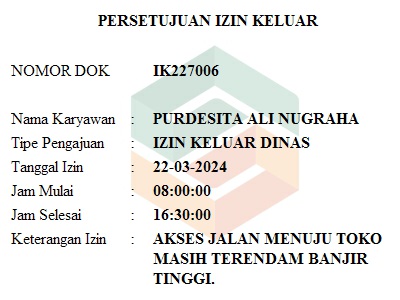 PERSETUJUAN IZIN KELUAR
NOMOR DOK IK227006
Nama Karyawan : PURDESITA ALI NUGRAHA
Tipe Pengajuan : IZIN KELUAR DINAS
Tanggal Izin : 22-03-2024
Jam Mulai : 08:00:00
Jam Selesai : 16:30:00
Keterangan Izin : AKSES JALAN MENUJU TOKO
MASIH TERENDAM BANJIR
TINGGI.